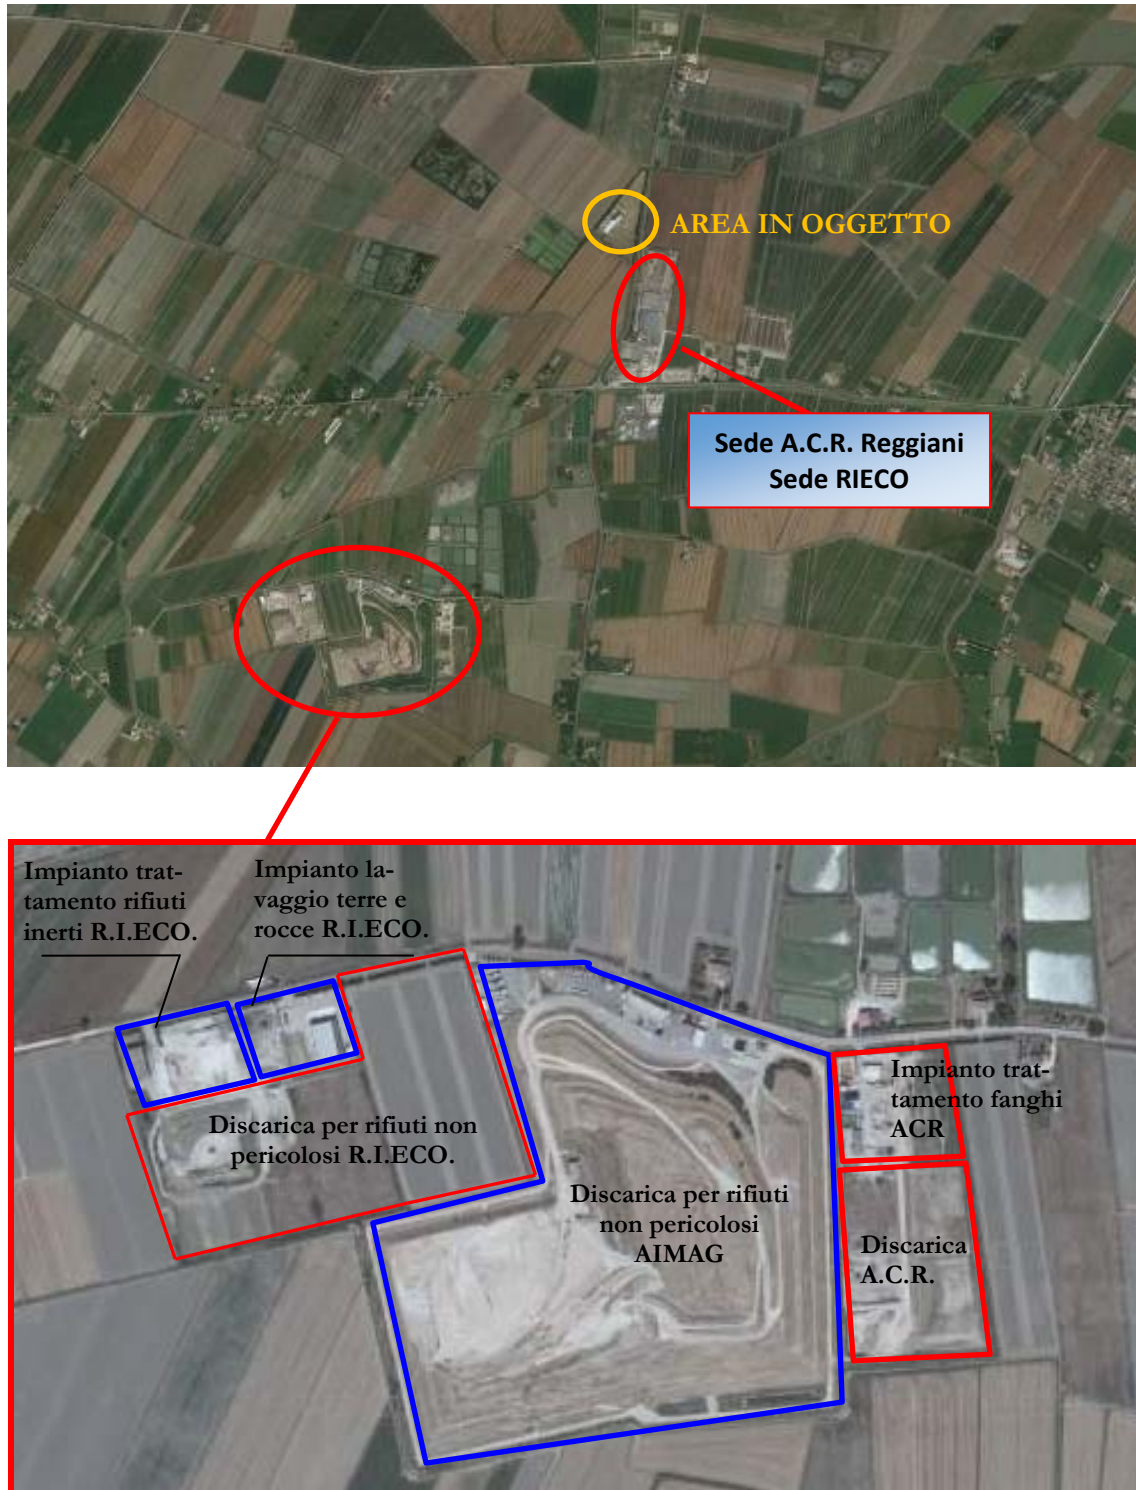 AREA IN OGGETTO
Sede A.C.R. Reggiani
Sede RIECO
Impianto trat-
tamento rifiuti
inerti R.I.ECO.
Impianto la-
vaggio terre e
rocce R.I.ECO.
Discarica per rifiuti non
pericolosi R.I.ECO.
Discarica per rifiuti
non pericolosi
AIMAG
Impianto trat-
tamento fanghi
ACR
Discarica
A.C.R.